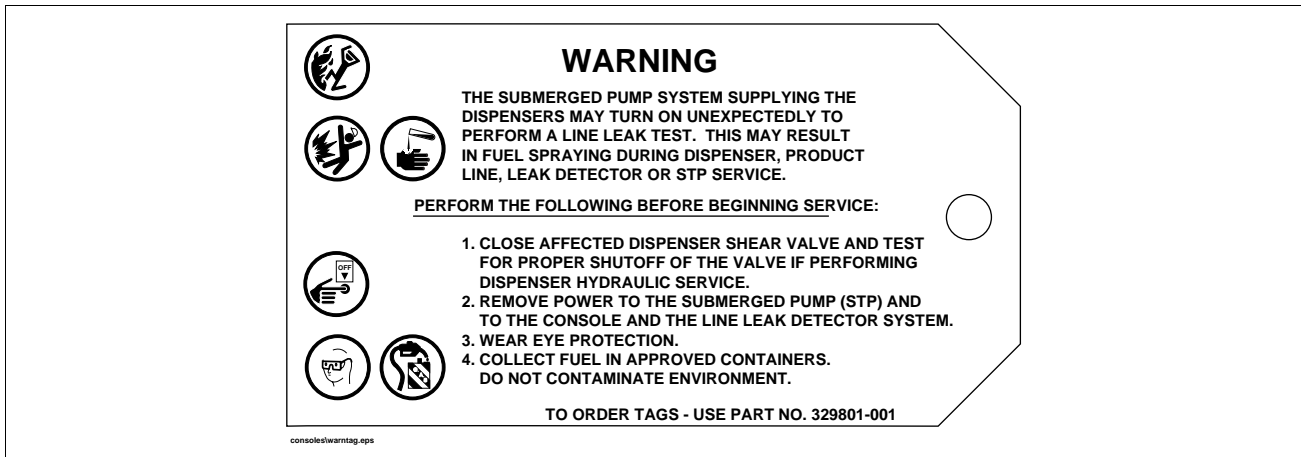 WARNING
THE SUBMERGED PUMP SYSTEM SUPPLYING THE
DISPENSERS MAY TURN ON UNEXPECTEDLY TO
PERFORM A LINE LEAK TEST.  THIS MAY RESULT
IN FUEL SPRAYING DURING DISPENSER, PRODUCT
LINE, LEAK DETECTOR OR STP SERVICE.
PERFORM THE FOLLOWING BEFORE BEGINNING SERVICE:
1. CLOSE AFFECTED DISPENSER SHEAR VALVE AND TEST
FOR PROPER SHUTOFF OF THE VALVE IF PERFORMING
DISPENSER HYDRAULIC SERVICE.
OFF
2. REMOVE POWER TO THE SUBMERGED PUMP (STP) AND
TO THE CONSOLE AND THE LINE LEAK DETECTOR SYSTEM.
3. WEAR EYE PROTECTION.
4. COLLECT FUEL IN APPROVED CONTAINERS.
DO NOT CONTAMINATE ENVIRONMENT.
TO ORDER TAGS - USE PART NO. 329801-001
consoles\warntag.eps